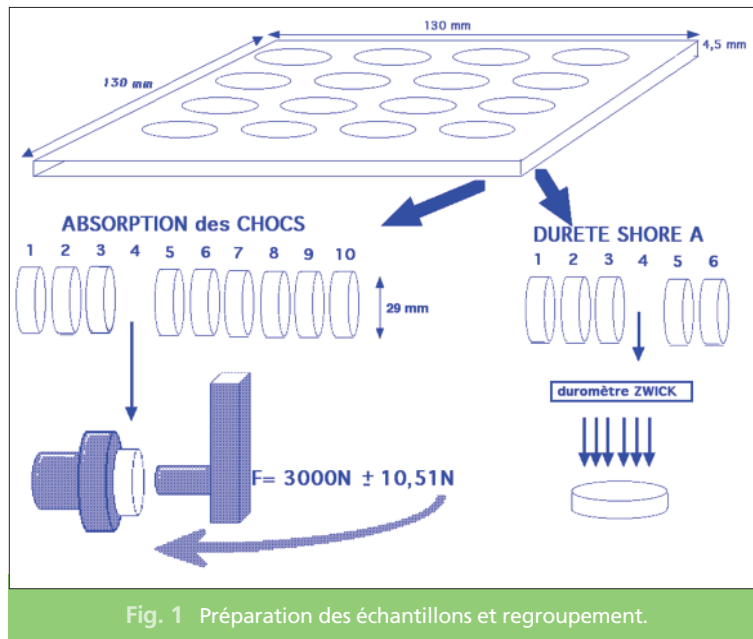 130 mm
4,5 mm
130 mm
ABSORPTION des CHOCS
1 2 3 4 5 6 7 8 9 10
29 mm
F= 3000N ± 10,51N
DURETE SHORE A
1 2 3 4 5 6
duromètre ZWICK
Fig. 1 Préparation des échantillons et regroupement.